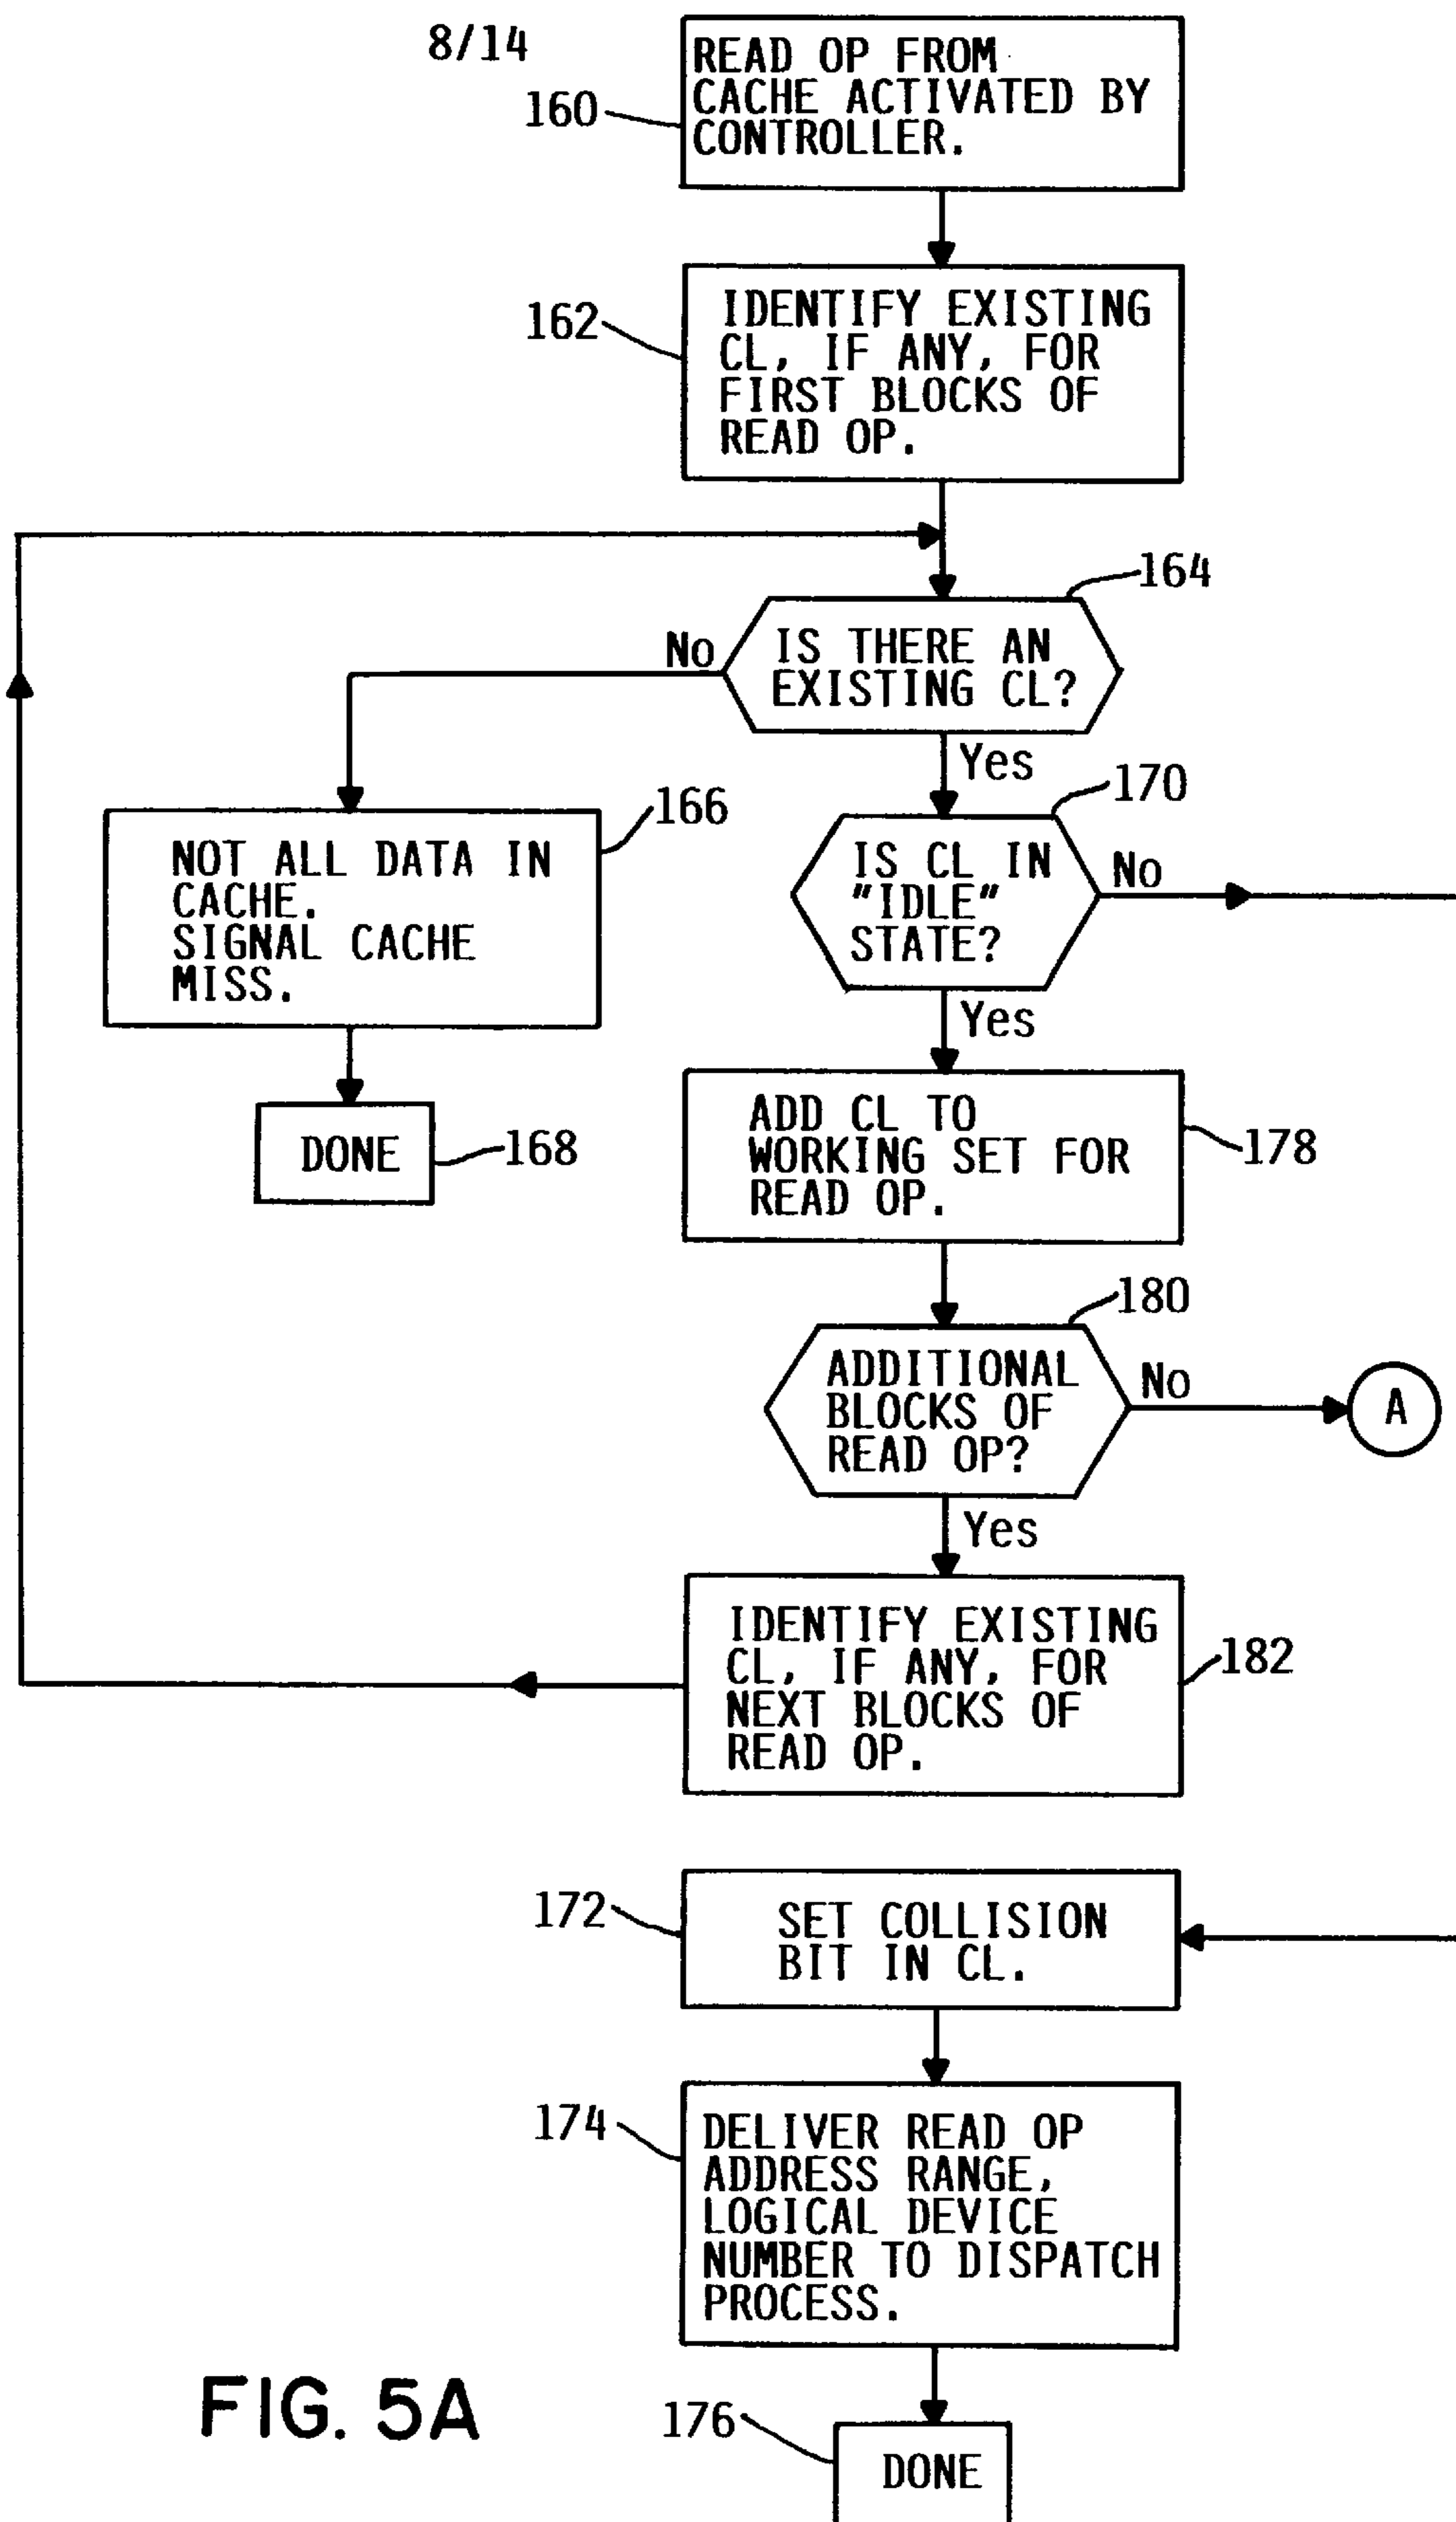 8/14
READ OP FROM
CACHE ACTIVATED BY
CONTROLLER.
160
IDENTIFY EXISTING
CL, IF ANY, FOR
FIRST BLOCKS OF
READ OP.
162
164
IS THERE AN
EXISTING CL?
No
Yes
166
NOT ALL DATA IN
CACHE.
SIGNAL CACHE
MISS.
DONE
168
170
IS CL IN
"IDLE"
STATE?
No
Yes
ADD CL TO
WORKING SET FOR
READ OP.
178
180
ADDITIONAL
BLOCKS OF
READ OP?
No
A
Yes
IDENTIFY EXISTING
CL, IF ANY, FOR
NEXT BLOCKS OF
READ OP.
182
172
SET COLLISION
BIT IN CL.
174
DELIVER READ OP
ADDRESS RANGE,
LOGICAL DEVICE
NUMBER TO DISPATCH
PROCESS.
176
DONE
FIG. 5A